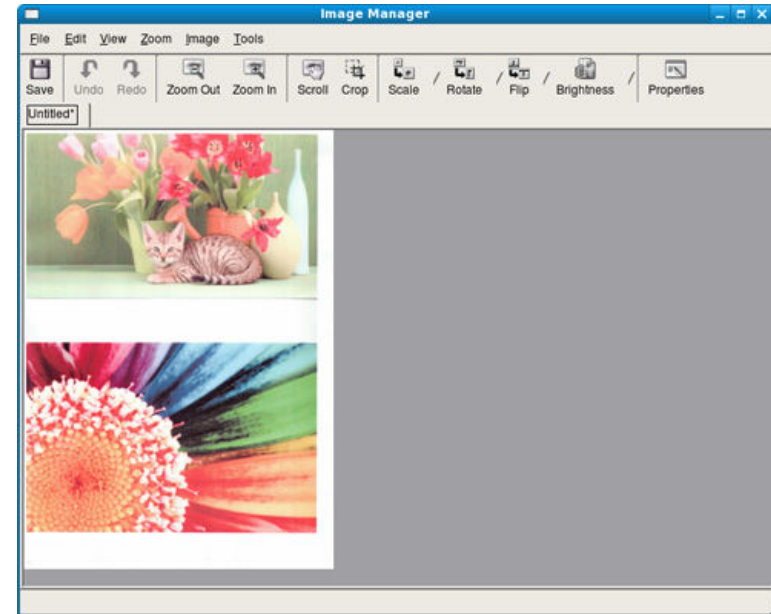 Image Manager
File Edit View Zoom Image Tools
Save Undo Redo Zoom Out Zoom In Scroll Crop Scale / Rotate / Flip / Brightness / Properties
Untitled*